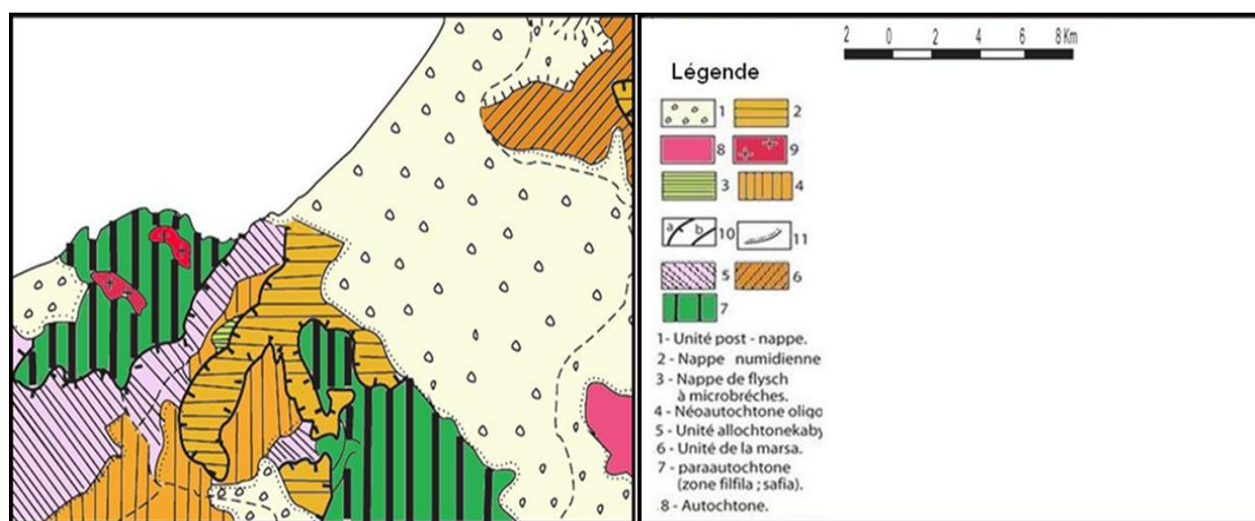 2 0 2 4 6 8 Km
Légende
1 2
8 9
3 4
a b 10 11
5 6
7
1- Unité post - nappe.
2 - Nappe numidienne
3 - Nappe de flysch
à microbréches.
4 - Néoautochtone oligo
5 - Unité allochtonekaby
6 - Unité de la marsa.
7 - paraautochtone
(zone filfila ; safia).
8 - Autochtone.